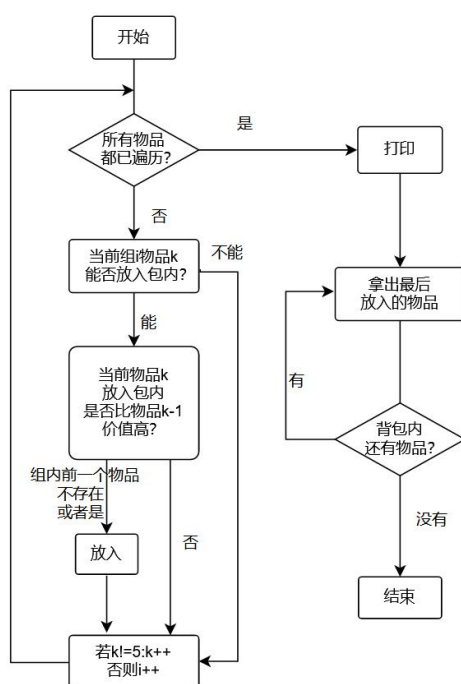 开始
所有物品
都已遍历?
是
打印
否
当前组i物品k
能否放入包内?
不能
拿出最后
放入的物品
能
有
当前物品k
放入包内
是否比物品k-1
价值高?
背包内
还有物品?
组内前一个物品
不存在
或者是
否
没有
放入
结束
若k!=5:k++
否则i++